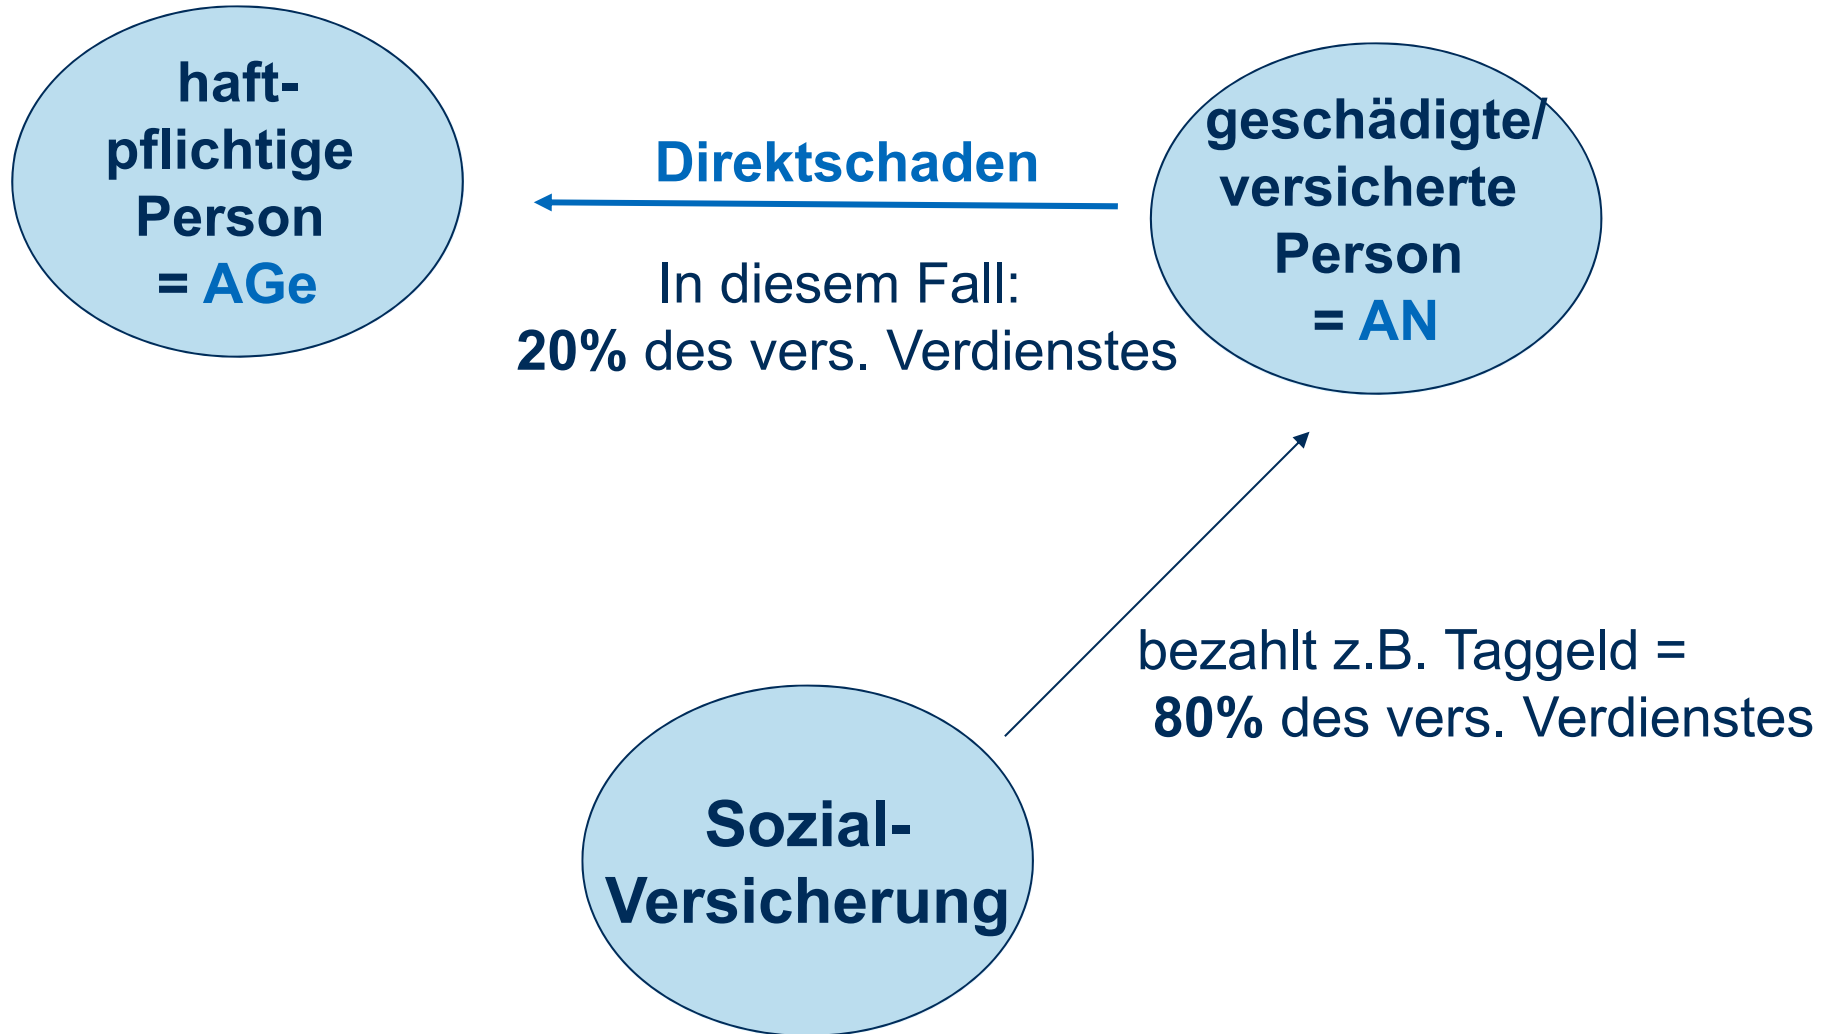 haft-
pflichtige
Person
= AGe
Direktschaden
In diesem Fall:
20% des vers. Verdienstes
geschädigte/
versicherte
Person
= AN
bezahlt z.B. Taggeld =
80% des vers. Verdienstes
Sozial-
Versicherung